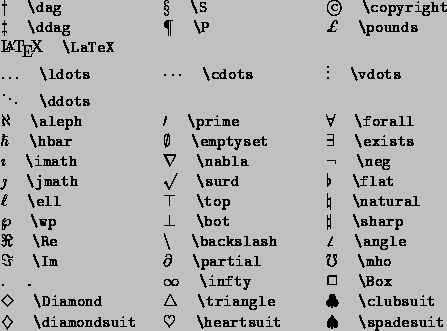 † \dag § \S © \copyright
‡ \ddag ¶ \P £ \pounds
LATEX \LaTeX
… \ldots ⋯ \cdots ⋮ \vdots
⋱ \ddots
ℵ \aleph ′ \prime ∀ \forall
ℏ \hbar ∅ \emptyset ∃ \exists
ı \imath ∇ \nabla ¬ \neg
ȷ \jmath √ \surd ♭ \flat
ℓ \ell ⊤ \top ♮ \natural
℘ \wp ⊥ \bot ♯ \sharp
ℜ \Re \ \backslash ∠ \angle
ℑ \Im ∂ \partial ℧ \mho
. . ∞ \infty □ \Box
◇ \Diamond △ \triangle ♣ \clubsuit
♢ \diamondsuit ♡ \heartsuit ♠ \spadesuit